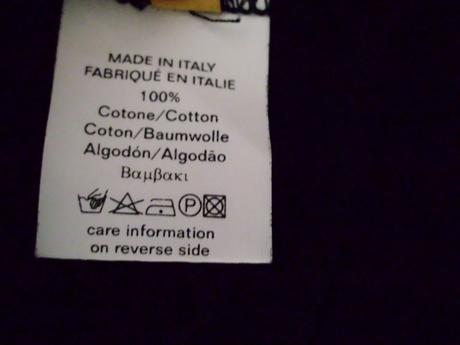 MADE IN ITALY
FABRIQUÉ EN ITALIE
100%
Cotone/Cotton
Coton/Baumwolle
Algodón/Algodão
Βαμβακι
P
care information
on reverse side